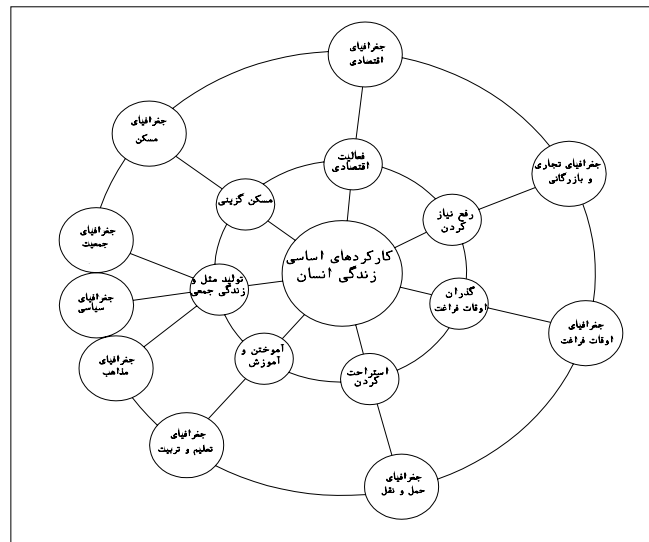 جغرافیای
اقتصادی
جغرافیای
مسکن
جغرافیای تجاری
و بازرگانی
فعالیت
اقتصادی
مسکن گزینی
رفع نیاز
کردن
جغرافیای
جمعیت
کارکردهای اساسی
زندگی انسان
تولید مثل و
زندگی جمعی
گذران
اوقات فراغت
جغرافیای
سیاسی
جغرافیای
اوقات فراغت
آموختن و
آموزش
جغرافیای
مذاهب
استراحت
کردن
جغرافیای
تعلیم و تربیت
جغرافیای
حمل و نقل